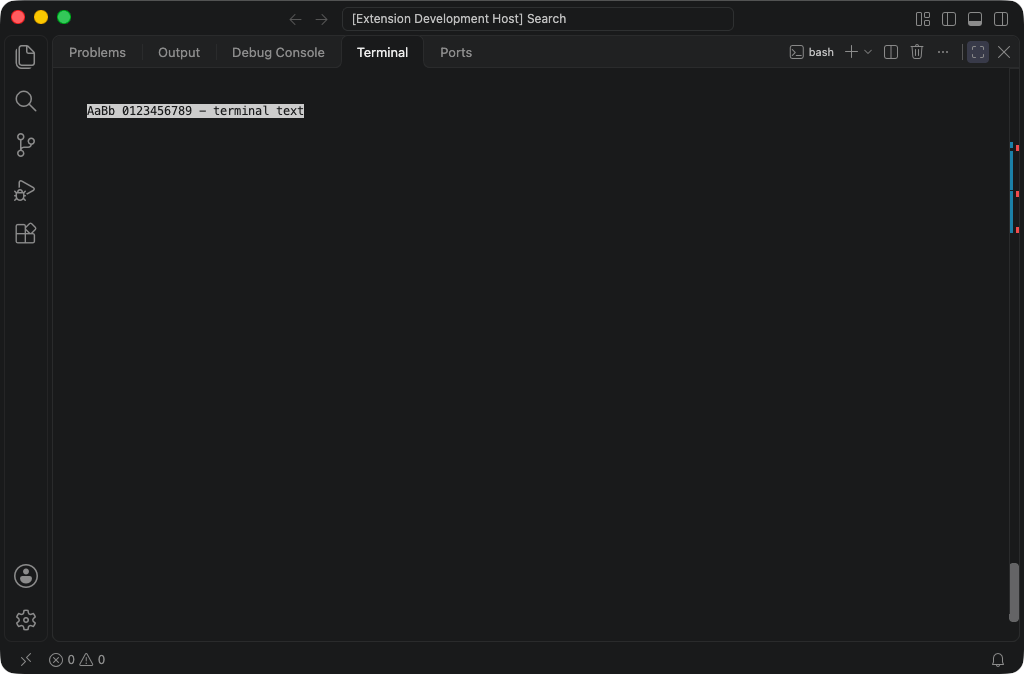 [Extension Development Host] Search
Problems Output Debug Console Terminal Ports bash
AaBb 0123456789 — terminal text
0 0